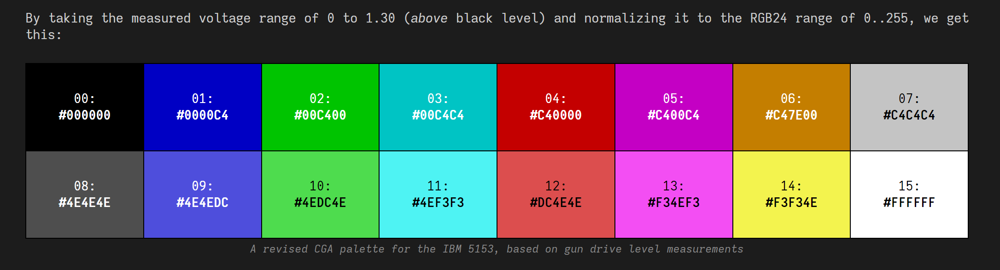 By taking the measured voltage range of 0 to 1.30 (above black level) and normalizing it to the RGB24 range of 0..255, we get
this:
00: 01: 02: 03: 04: 05: 06: 07:
#000000 #0000C4 #00C400 #00C4C4 #C40000 #C400C4 #C47E00 #C4C4C4
08: 09: 10: 11: 12: 13: 14: 15:
#4E4E4E #4E4EDC #4EDC4E #4EF3F3 #DC4E4E #F34EF3 #F3F34E #FFFFFF
A revised CGA palette for the IBM 5153, based on gun drive level measurements